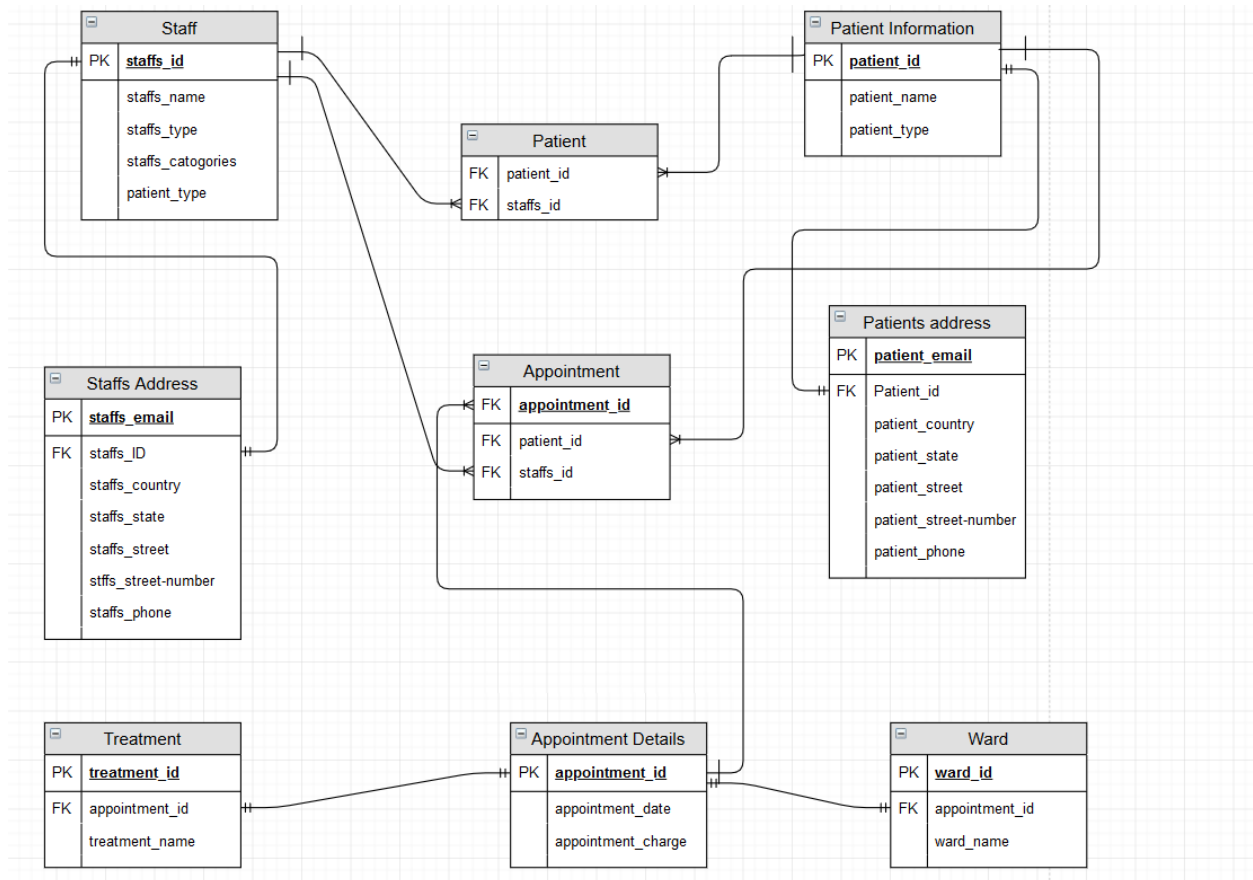 Staff
PK staffs_id
staffs_name
staffs_type
staffs_catogories
patient_type
Patient Information
PK patient_id
patient_name
patient_type
Patient
FK patient_id
FK staffs_id
Patients address
PK patient_email
FK Patient_id
patient_country
patient_state
patient_street
patient_street-number
patient_phone
Staffs Address
PK staffs_email
FK staffs_ID
staffs_country
staffs_state
staffs_street
stffs_street-number
staffs_phone
Appointment
FK appointment_id
FK patient_id
FK staffs_id
Treatment
PK treatment_id
FK appointment_id
treatment_name
Appointment Details
PK appointment_id
appointment_date
appointment_charge
Ward
PK ward_id
FK appointment_id
ward_name